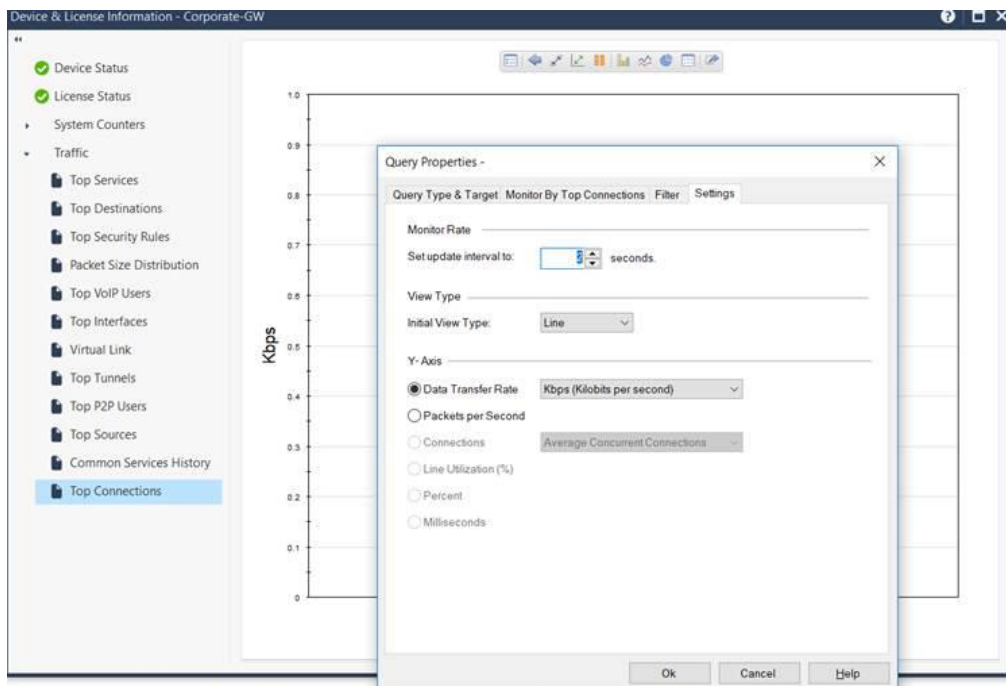 Device & License Information - Corporate-GW
Device Status
License Status
System Counters
Traffic
Top Services
Top Destinations
Top Security Rules
Packet Size Distribution
Top VoIP Users
Top Interfaces
Virtual Link
Top Tunnels
Top P2P Users
Top Sources
Common Services History
Top Connections
Kbps
1.0
0.9
0.8
0.7
0.6
0.5
0.4
0.3
0.2
0.1
0
Query Properties -
Query Type & Target Monitor By Top Connections Filter Settings
Monitor Rate
Set update interval to: 2 seconds.
View Type
Initial View Type: Line
Y-Axis
Data Transfer Rate Kbps (Kilobits per second)
Packets per Second
Connections Average Concurrent Connections
Line Utilization (%)
Percent
Milliseconds
Ok Cancel Help